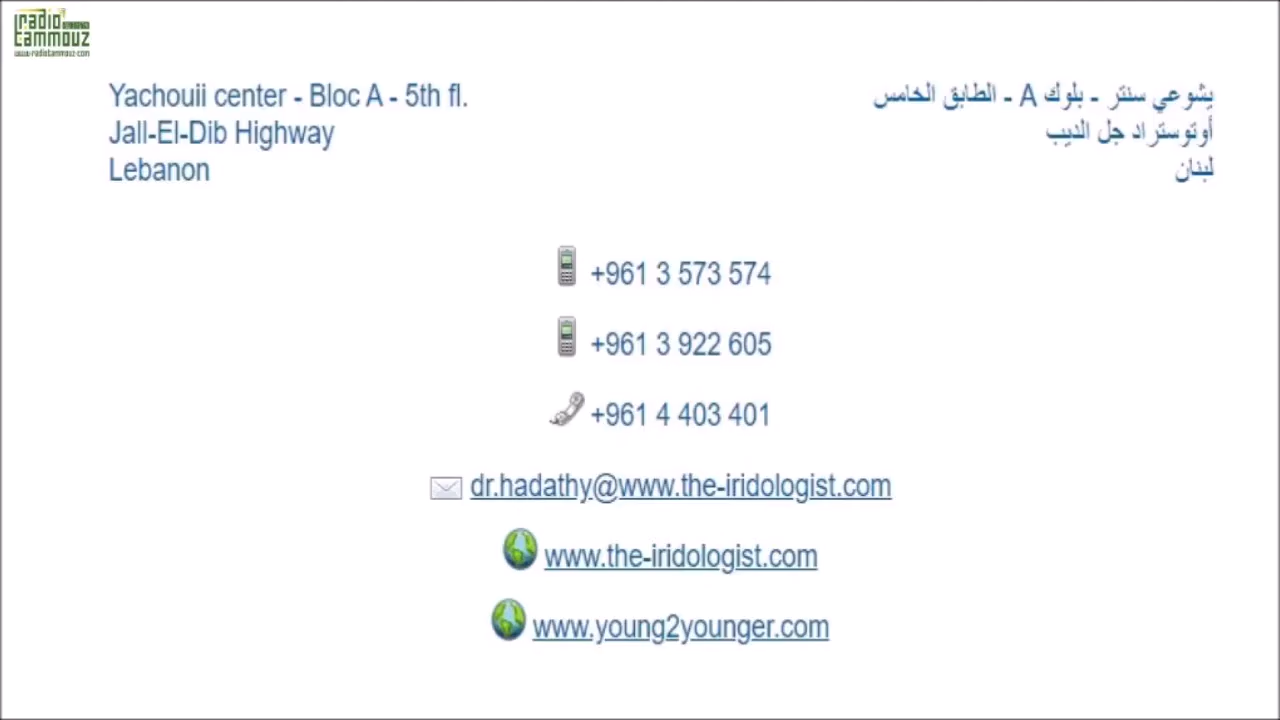 radio
tammouz
www.radiotammouz.com
Yachouii center - Bloc A - 5th fl.
Jall-El-Dib Highway
Lebanon
يشوعي سنتر - بلوك A - الطابق الخامس
أوتوستراد جل الديب
لبنان
+961 3 573 574
+961 3 922 605
+961 4 403 401
dr.hadathy@www.the-iridologist.com
www.the-iridologist.com
www.young2younger.com